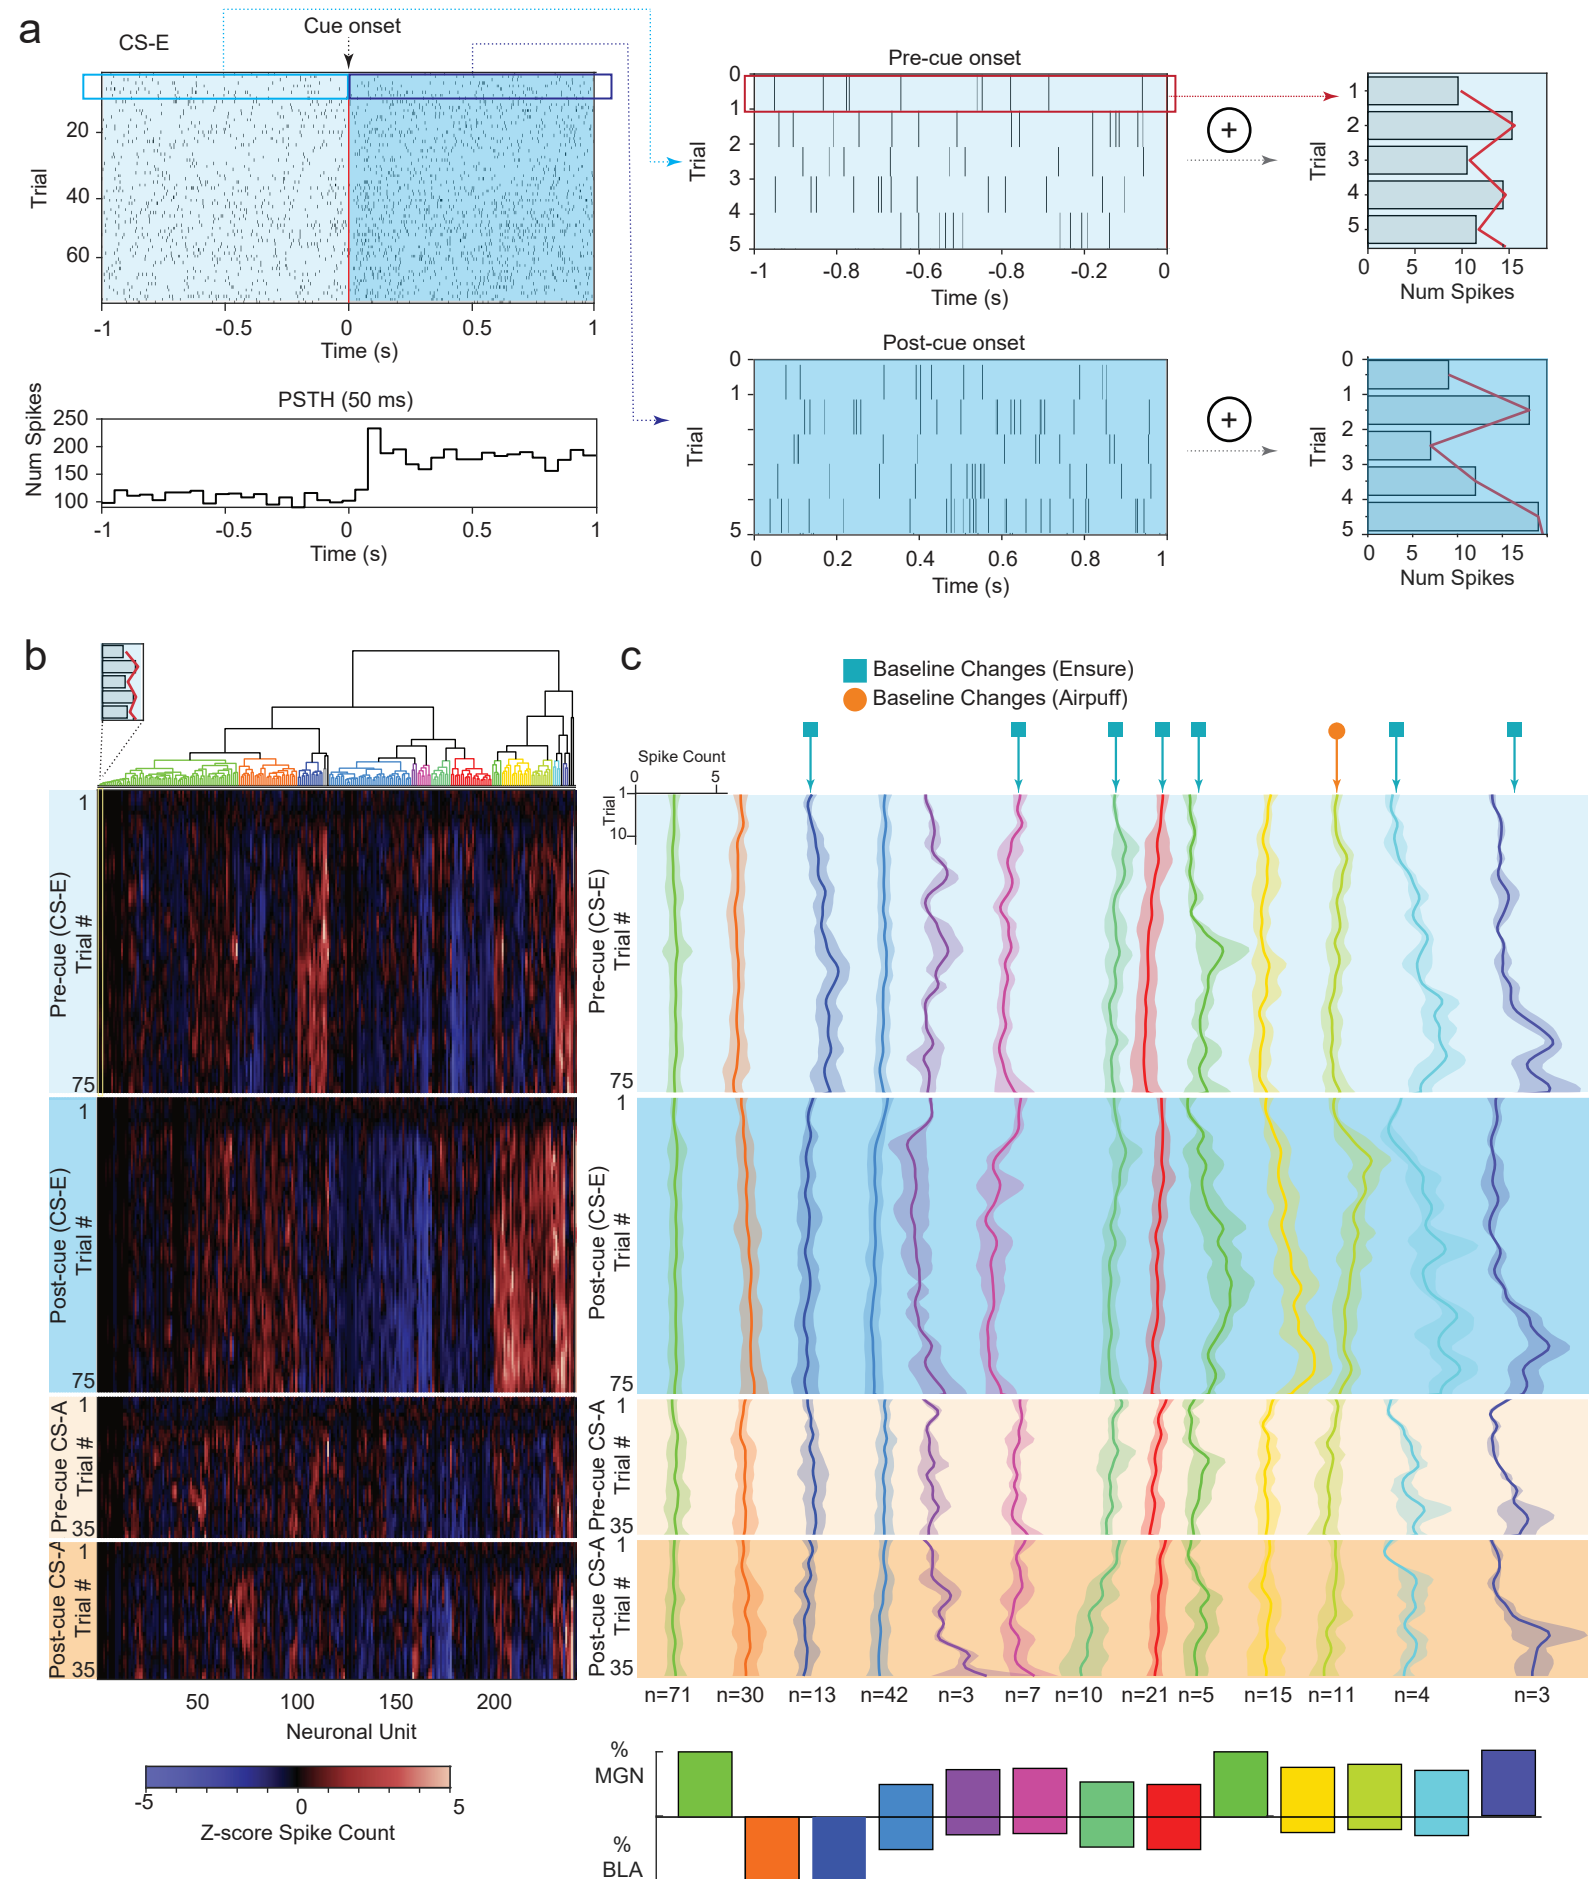 a
CS-E
Cue onset
Trial
20
40
60
-1
-0.5
0
0.5
1
Time (s)
PSTH (50 ms)
Num Spikes
250
200
150
100
-1
-0.5
0
0.5
1
Time (s)
Pre-cue onset
Trial
0
1
2
3
4
5
-1
-0.8
-0.6
-0.8
-0.2
0
Time (s)
+
Trial
1
2
3
4
5
0
5
10
15
Num Spikes
Post-cue onset
Trial
0
1
5
0
0.2
0.4
0.6
0.8
1
Time (s)
+
Trial
0
1
2
3
4
5
0
5
10
15
Num Spikes
b
Pre-cue (CS-E)
Trial #
1
75
Post-cue (CS-E)
Trial #
1
75
Pre-cue CS-A
Trial #
1
35
Post-cue CS-A
Trial #
1
35
50
100
150
200
Neuronal Unit
-5
0
5
Z-score Spike Count
c
Baseline Changes (Ensure)
Baseline Changes (Airpuff)
Spike Count
0
5
Trial
1
10
Pre-cue (CS-E)
Trial #
75
Post-cue (CS-E)
Trial #
1
75
Pre-cue CS-A
Trial #
1
35
Post-cue CS-A
Trial #
1
35
n=71
n=30
n=13
n=42
n=3
n=7
n=10
n=21
n=5
n=15
n=11
n=4
n=3
%
MGN
%
BLA